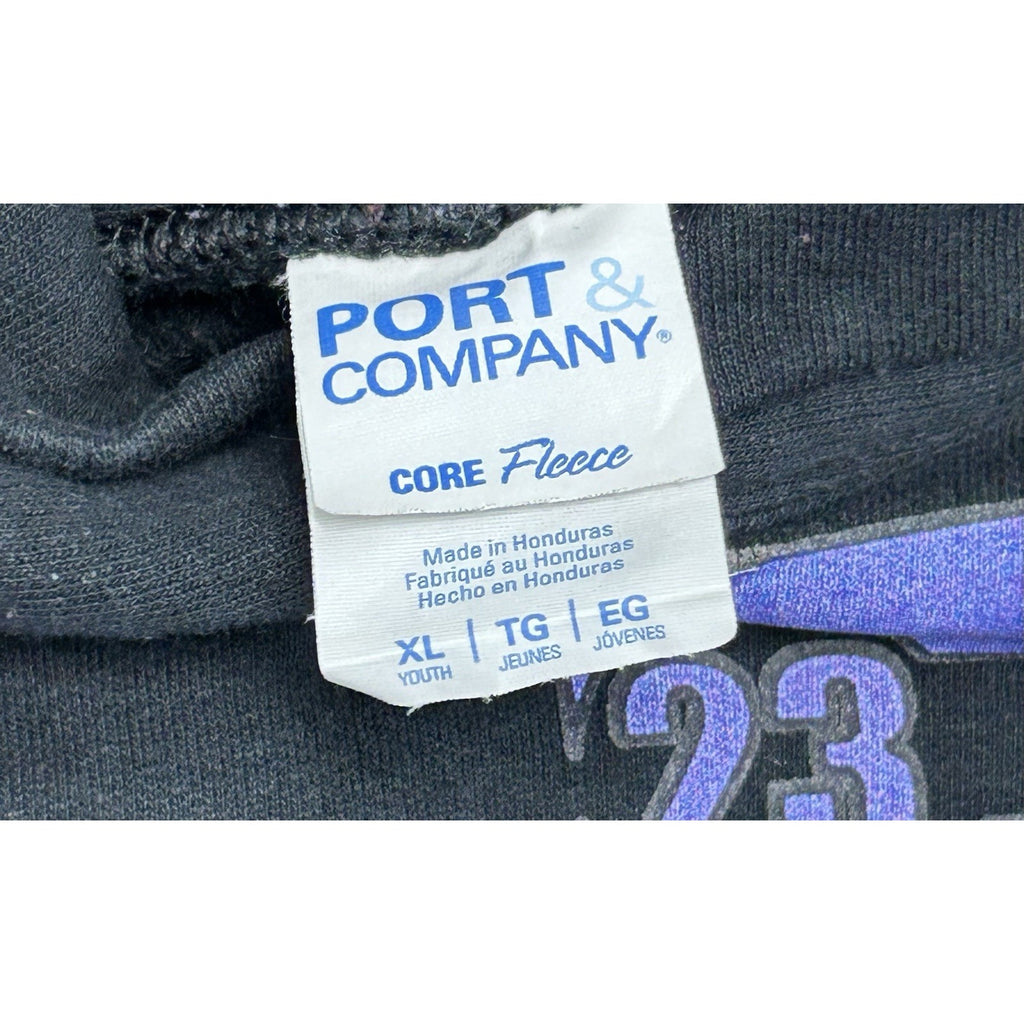 PORT &
COMPANY®
CORE Fleece
Made in Honduras
Fabriqué au Honduras
Hecho en Honduras
XL | TG | EG
YOUTH JEUNES JÓVENES
23